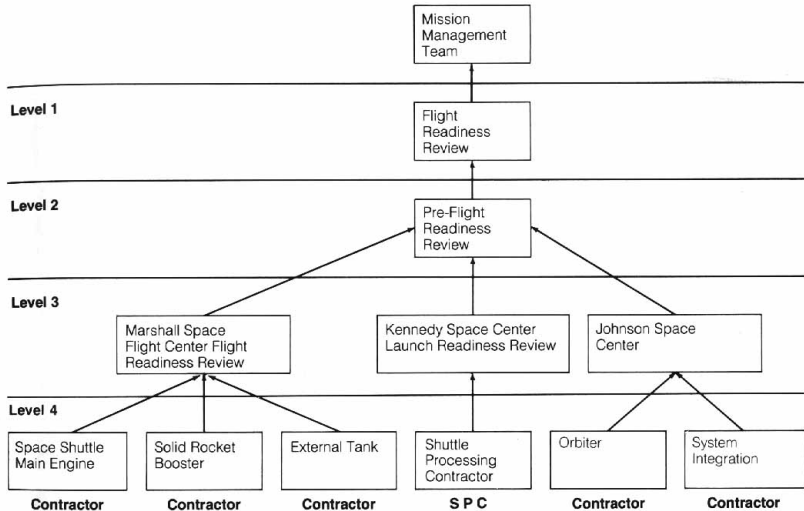 Mission
Management
Team
Level 1
Flight
Readiness
Review
Level 2
Pre-Flight
Readiness
Review
Level 3
Marshall Space
Flight Center Flight
Readiness Review
Kennedy Space Center
Launch Readiness Review
Johnson Space
Center
Level 4
Space Shuttle
Main Engine
Solid Rocket
Booster
External Tank
Shuttle
Processing
Contractor
Orbiter
System
Integration
Contractor
Contractor
Contractor
S P C
Contractor
Contractor